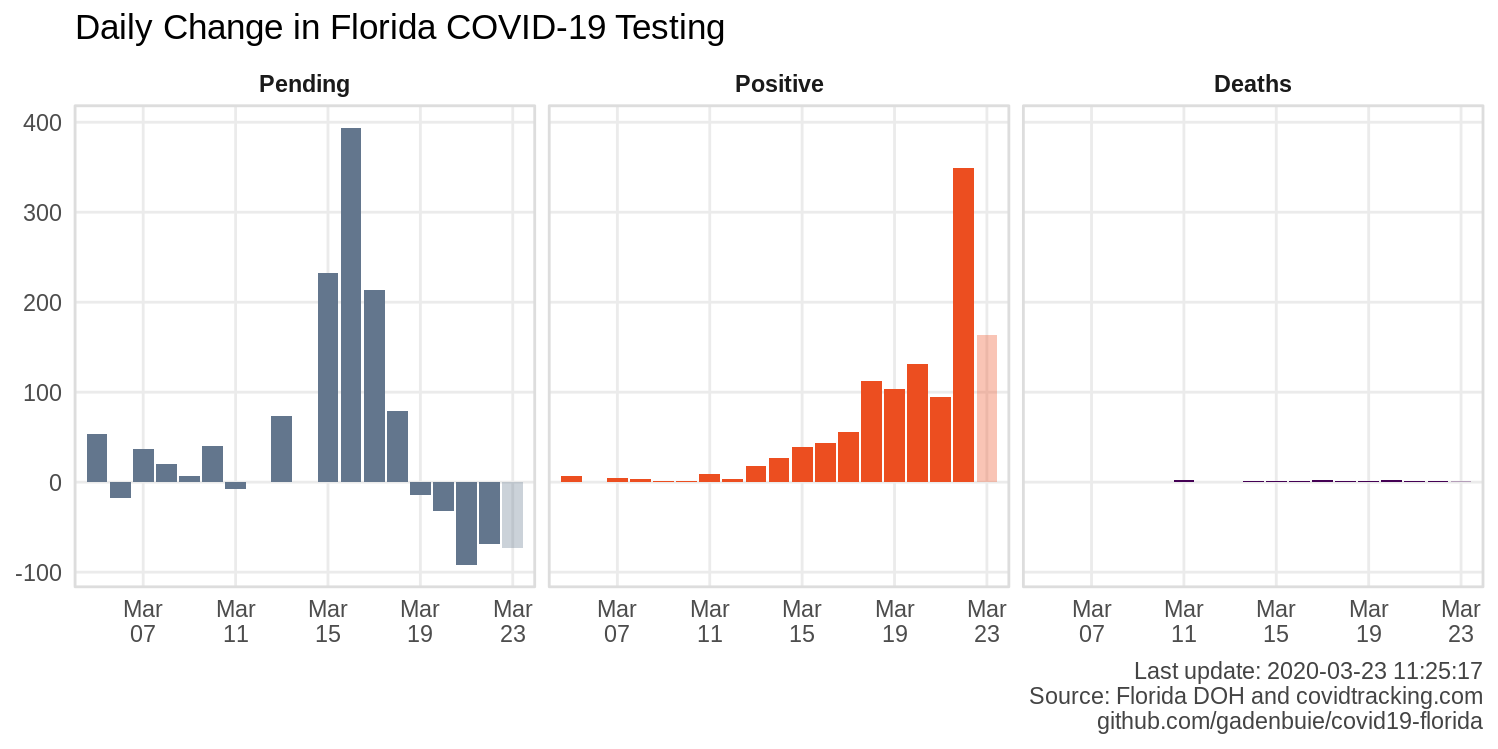 Daily Change in Florida COVID-19 Testing
Pending
Positive
Deaths
400
300
200
100
0
-100
Mar 07
Mar 11
Mar 15
Mar 19
Mar 23
Mar 07
Mar 11
Mar 15
Mar 19
Mar 23
Mar 07
Mar 11
Mar 15
Mar 19
Mar 23
Last update: 2020-03-23 11:25:17
Source: Florida DOH and covidtracking.com
github.com/gadenbuie/covid19-florida